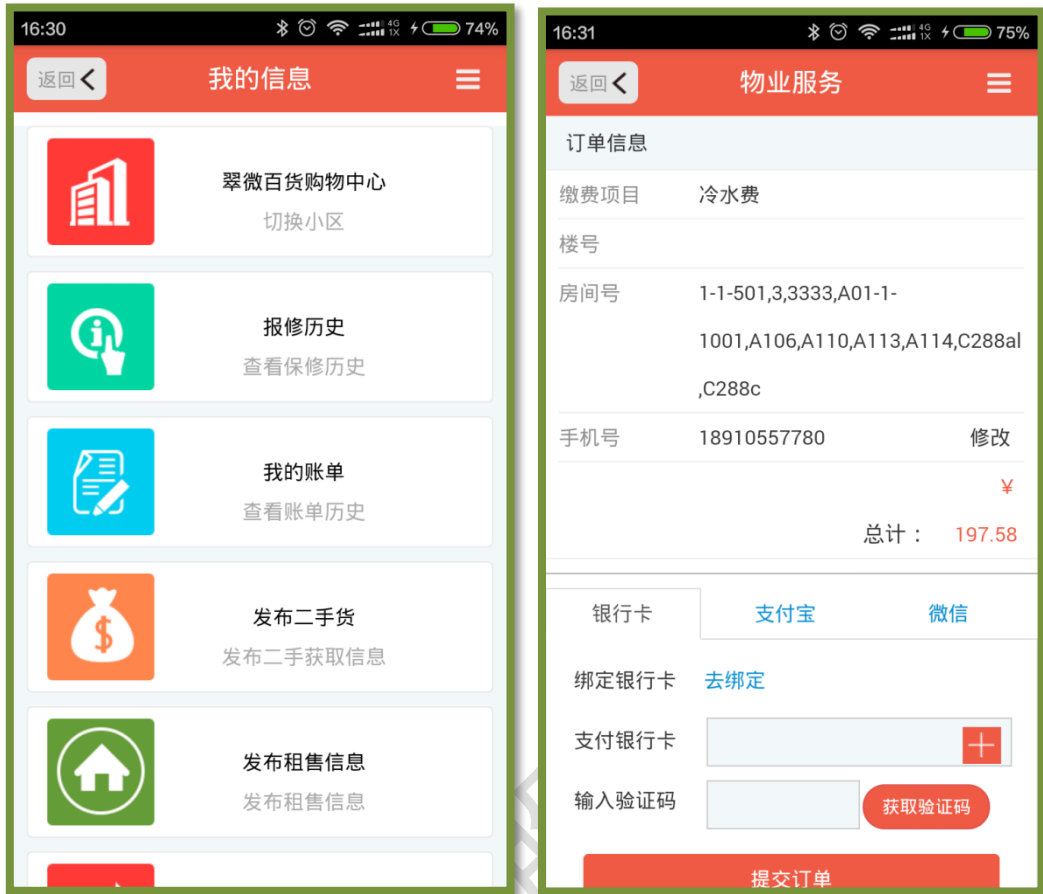 16:30
4G
1X
74%
返回
我的信息
翠微百货购物中心
切换小区
报修历史
查看保修历史
我的账单
查看账单历史
发布二手货
发布二手获取信息
发布租售信息
发布租售信息
16:31
4G
1X
75%
返回
物业服务
订单信息
缴费项目 冷水费
楼号
房间号 1-1-501,3,3333,A01-1-
1001,A106,A110,A113,A114,C288al
,C288c
手机号 18910557780 修改
¥
总计： 197.58
银行卡 支付宝 微信
绑定银行卡 去绑定
支付银行卡
输入验证码 获取验证码
提交订单